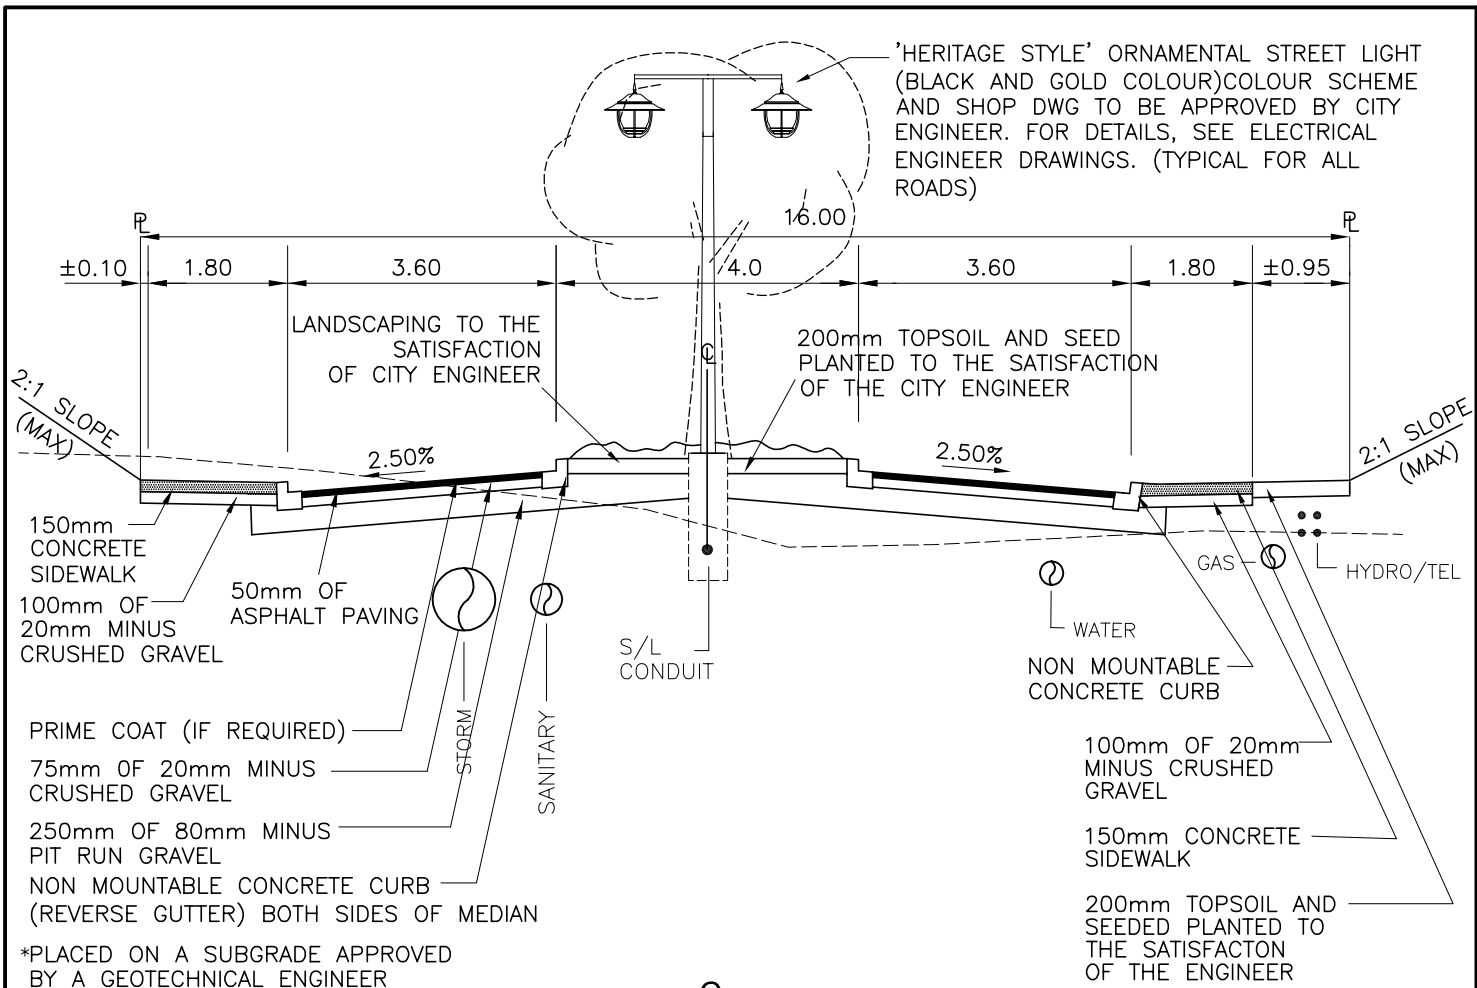 'HERITAGE STYLE' ORNAMENTAL STREET LIGHT
(BLACK AND GOLD COLOUR)COLOUR SCHEME
AND SHOP DWG TO BE APPROVED BY CITY
ENGINEER. FOR DETAILS, SEE ELECTRICAL
ENGINEER DRAWINGS. (TYPICAL FOR ALL
ROADS)
PL
16.00
PL
±0.10
1.80
3.60
4.0
3.60
1.80
±0.95
LANDSCAPING TO THE
SATISFACTION
OF CITY ENGINEER
CL
200mm TOPSOIL AND SEED
PLANTED TO THE SATISFACTION
OF THE CITY ENGINEER
2:1 SLOPE
(MAX)
2.50%
2.50%
2:1 SLOPE
(MAX)
150mm
CONCRETE
SIDEWALK
100mm OF
20mm MINUS
CRUSHED GRAVEL
50mm OF
ASPHALT PAVING
STORM
SANITARY
S/L
CONDUIT
WATER
GAS
HYDRO/TEL
NON MOUNTABLE
CONCRETE CURB
PRIME COAT (IF REQUIRED)
75mm OF 20mm MINUS
CRUSHED GRAVEL
250mm OF 80mm MINUS
PIT RUN GRAVEL
NON MOUNTABLE CONCRETE CURB
(REVERSE GUTTER) BOTH SIDES OF MEDIAN
*PLACED ON A SUBGRADE APPROVED
BY A GEOTECHNICAL ENGINEER
100mm OF 20mm
MINUS CRUSHED
GRAVEL
150mm CONCRETE
SIDEWALK
200mm TOPSOIL AND
SEEDED PLANTED TO
THE SATISFACTON
OF THE ENGINEER